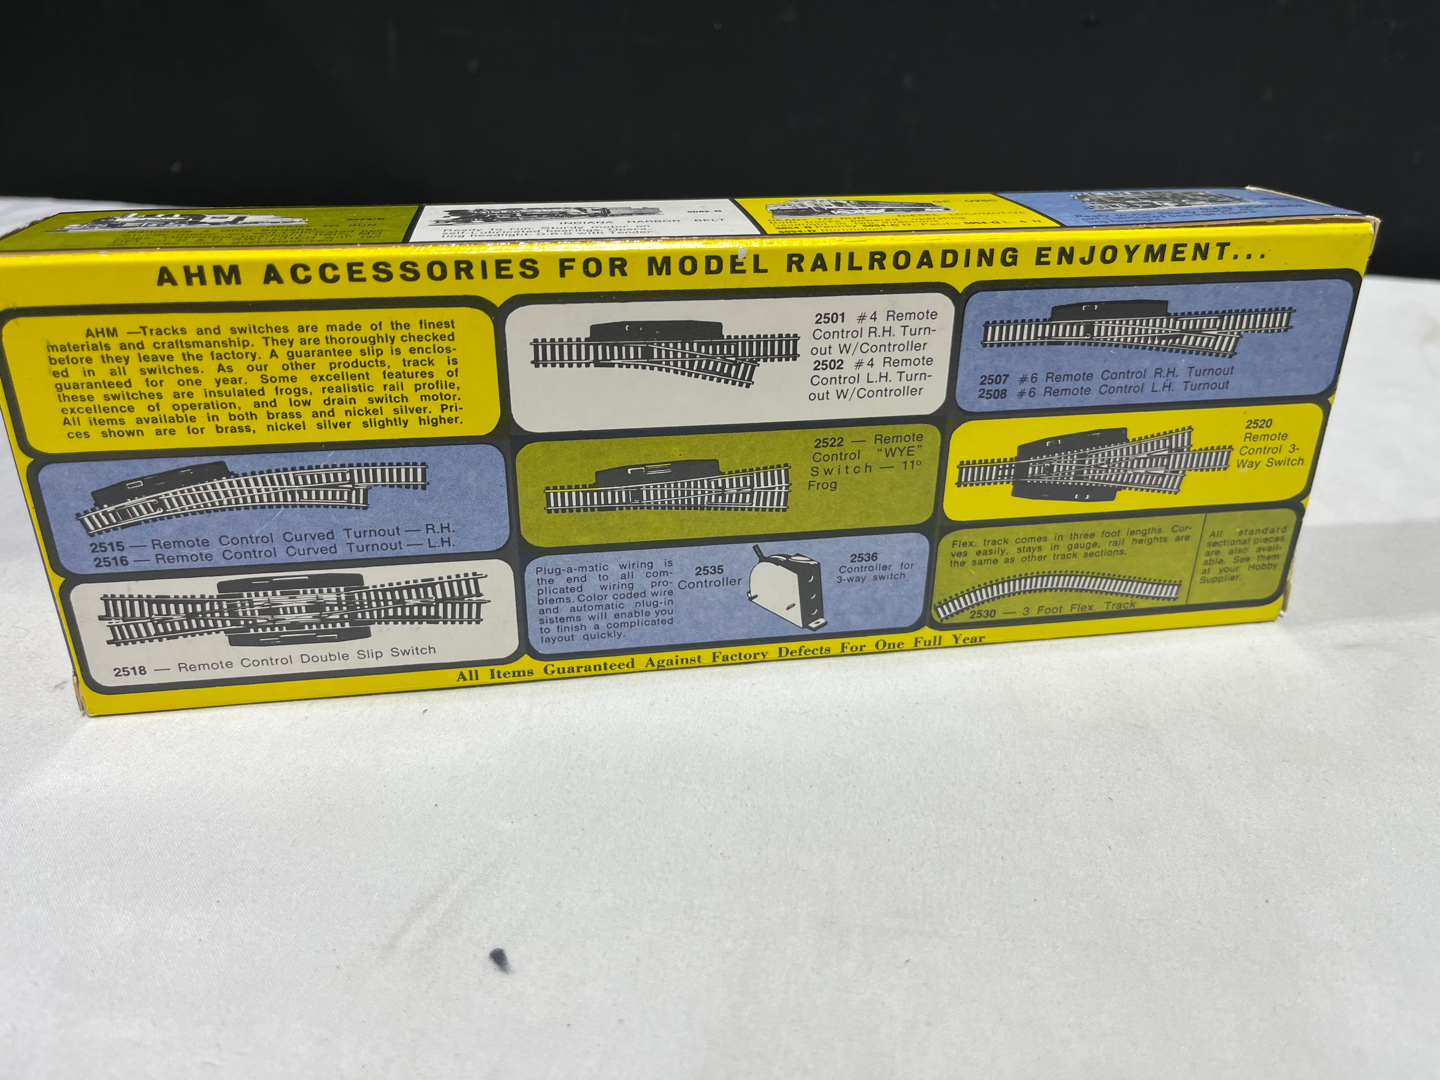 5092-B
INDIANA HARBOR BELT
AHM ACCESSORIES FOR MODEL RAILROADING ENJOYMENT...
AHM —Tracks and switches are made of the finest
materials and craftsmanship. They are thoroughly checked
before they leave the factory. A guarantee slip is enclos-
ed in all switches. As our other products, track is
guaranteed for one year. Some excellent features of
these switches are insulated frogs, realistic rail profile,
excellence of operation, and low drain switch motor.
All items available in both brass and nickel silver. Pri-
ces shown are for brass, nickel silver slightly higher.
2501 #4 Remote
Control R.H. Turn-
out W/Controller
2502 #4 Remote
Control L.H. Turn-
out W/Controller
2507 #6 Remote Control R.H. Turnout
2508 #6 Remote Control L.H. Turnout
2515 — Remote Control Curved Turnout — R.H.
2516 — Remote Control Curved Turnout — L.H.
2522 — Remote
Control "WYE"
Switch — 11º
Frog
2520
Remote
Control 3-
Way Switch
2518 — Remote Control Double Slip Switch
Plug-a-matic wiring is
the end to all com-
plicated wiring pro-
blems. Color coded wire
and automatic nlug-in
sistems will enable you
to finish a complicated
layout quickly.
2535
Controller
2536
Controller for
3-way switch
Flex. track comes in three foot lengths. Cur-
ves easily, stays in gauge, rail heights are
the same as other track sections.
2530 — 3 Foot Flex. Track
All standard
sectional pieces
are also avail-
able. See them
at your Hobby
Supplier.
All Items Guaranteed Against Factory Defects For One Full Year